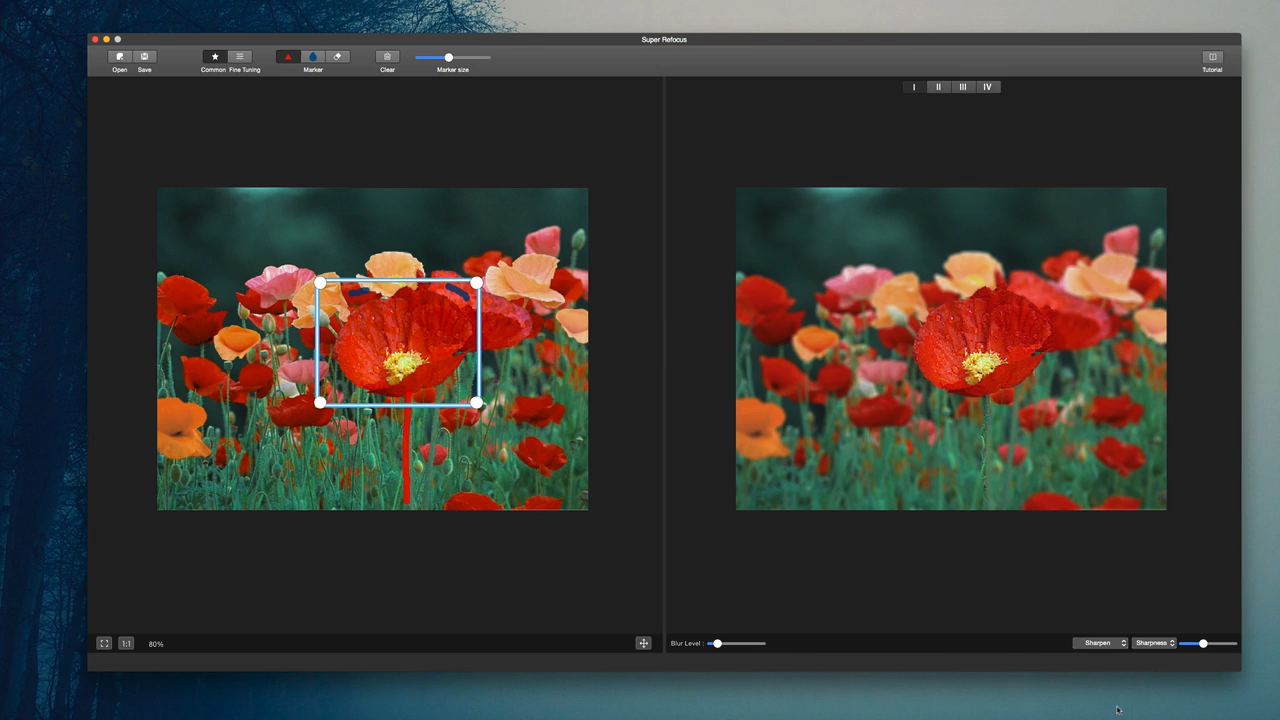 Super Refocus
Open Save Common Fine Tuning Marker Clear Marker size Tutorial
I II III IV
1:1 80% Blur Level : Sharpen Sharpness